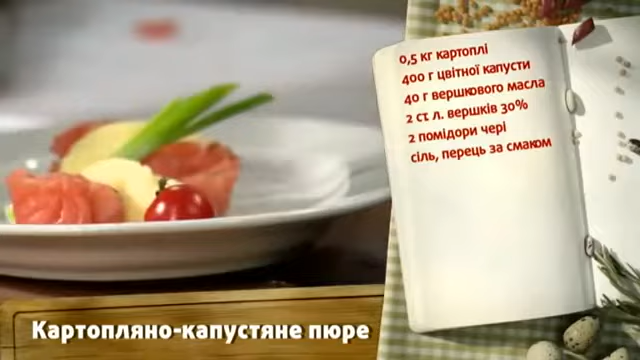 0,5 кг картоплі
400 г цвітної капусти
40 г вершкового масла
2 ст. л. вершків 30%
2 помідори чері
сіль, перець за смаком
Картопляно-капустяне пюре